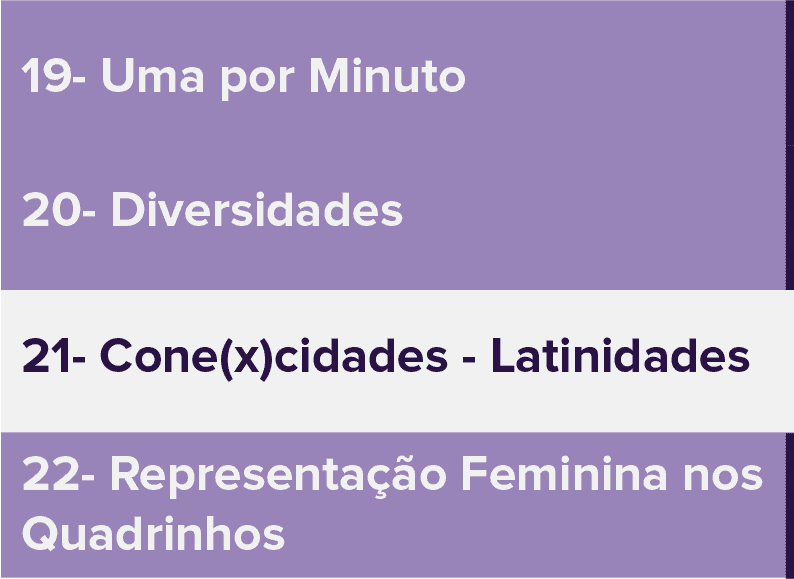 19- Uma por Minuto
20- Diversidades
21- Cone(x)cidades - Latinidades
22- Representação Feminina nos
Quadrinhos